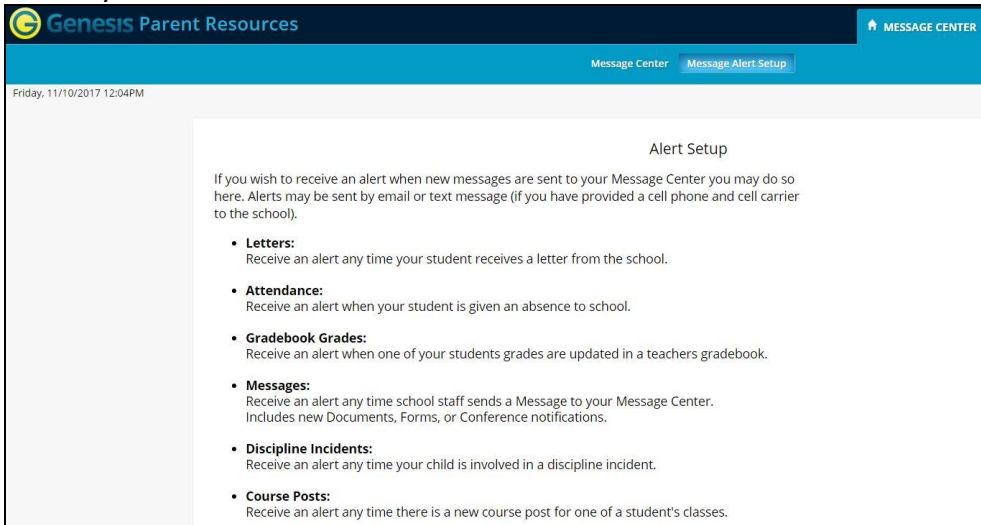 Genesis Parent Resources
MESSAGE CENTER
Message Center Message Alert Setup
Friday, 11/10/2017 12:04PM
Alert Setup
If you wish to receive an alert when new messages are sent to your Message Center you may do so
here. Alerts may be sent by email or text message (if you have provided a cell phone and cell carrier
to the school).
• Letters:
Receive an alert any time your student receives a letter from the school.
• Attendance:
Receive an alert when your student is given an absence to school.
• Gradebook Grades:
Receive an alert when one of your students grades are updated in a teachers gradebook.
• Messages:
Receive an alert any time school staff sends a Message to your Message Center.
Includes new Documents, Forms, or Conference notifications.
• Discipline Incidents:
Receive an alert any time your child is involved in a discipline incident.
• Course Posts:
Receive an alert any time there is a new course post for one of a student's classes.